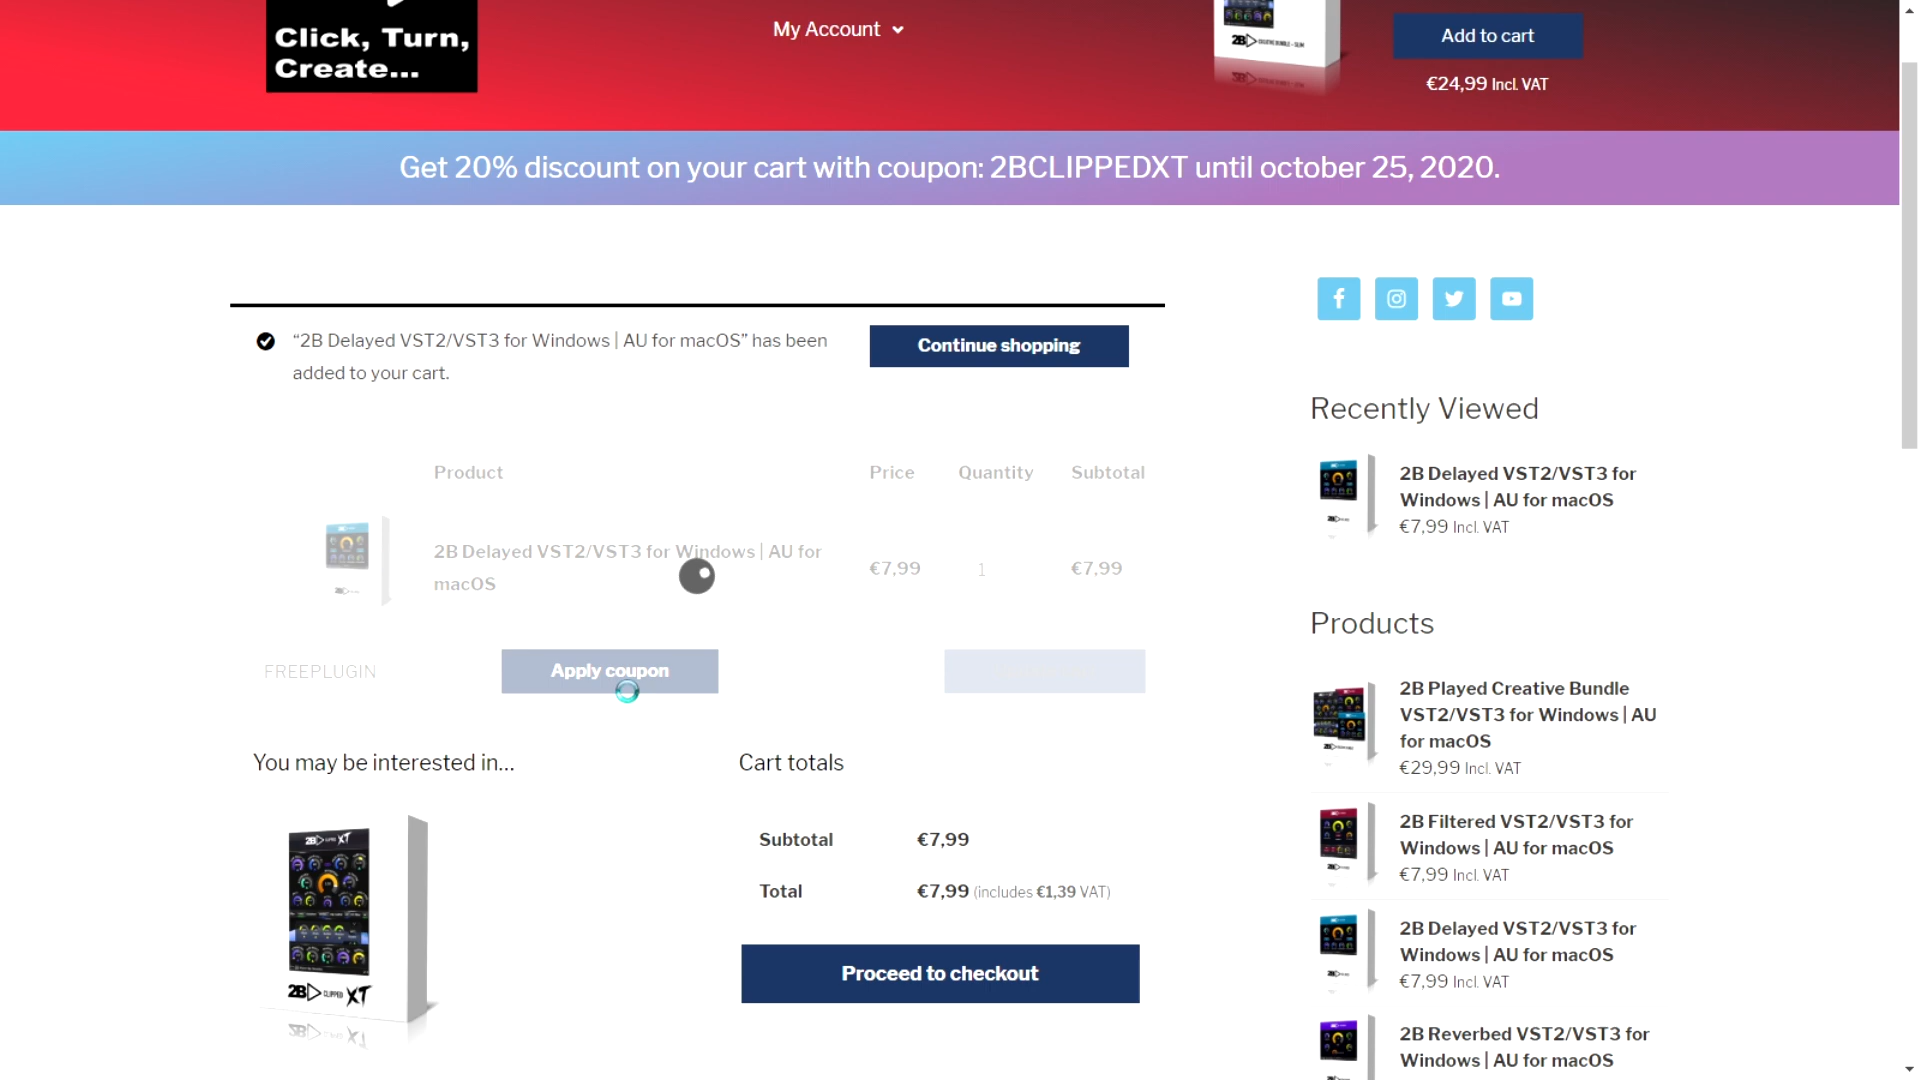 Click, Turn,
Create...
My Account
Add to cart
€24,99 Incl. VAT
Get 20% discount on your cart with coupon: 2BCLIPPEDXT until october 25, 2020.
“2B Delayed VST2/VST3 for Windows | AU for macOS” has been
added to your cart.
Continue shopping
Product Price Quantity Subtotal
2B Delayed VST2/VST3 for Windows | AU for
macOS
€7,99 1 €7,99
FREEPLUGIN
Apply coupon
You may be interested in...
2B CLIPPED XT
2B CLIPPED XT
Cart totals
Subtotal €7,99
Total €7,99 (includes €1,39 VAT)
Proceed to checkout
Recently Viewed
2B Delayed VST2/VST3 for
Windows | AU for macOS
€7,99 Incl. VAT
Products
2B Played Creative Bundle
VST2/VST3 for Windows | AU
for macOS
€29,99 Incl. VAT
2B Filtered VST2/VST3 for
Windows | AU for macOS
€7,99 Incl. VAT
2B Delayed VST2/VST3 for
Windows | AU for macOS
€7,99 Incl. VAT
2B Reverbed VST2/VST3 for
Windows | AU for macOS